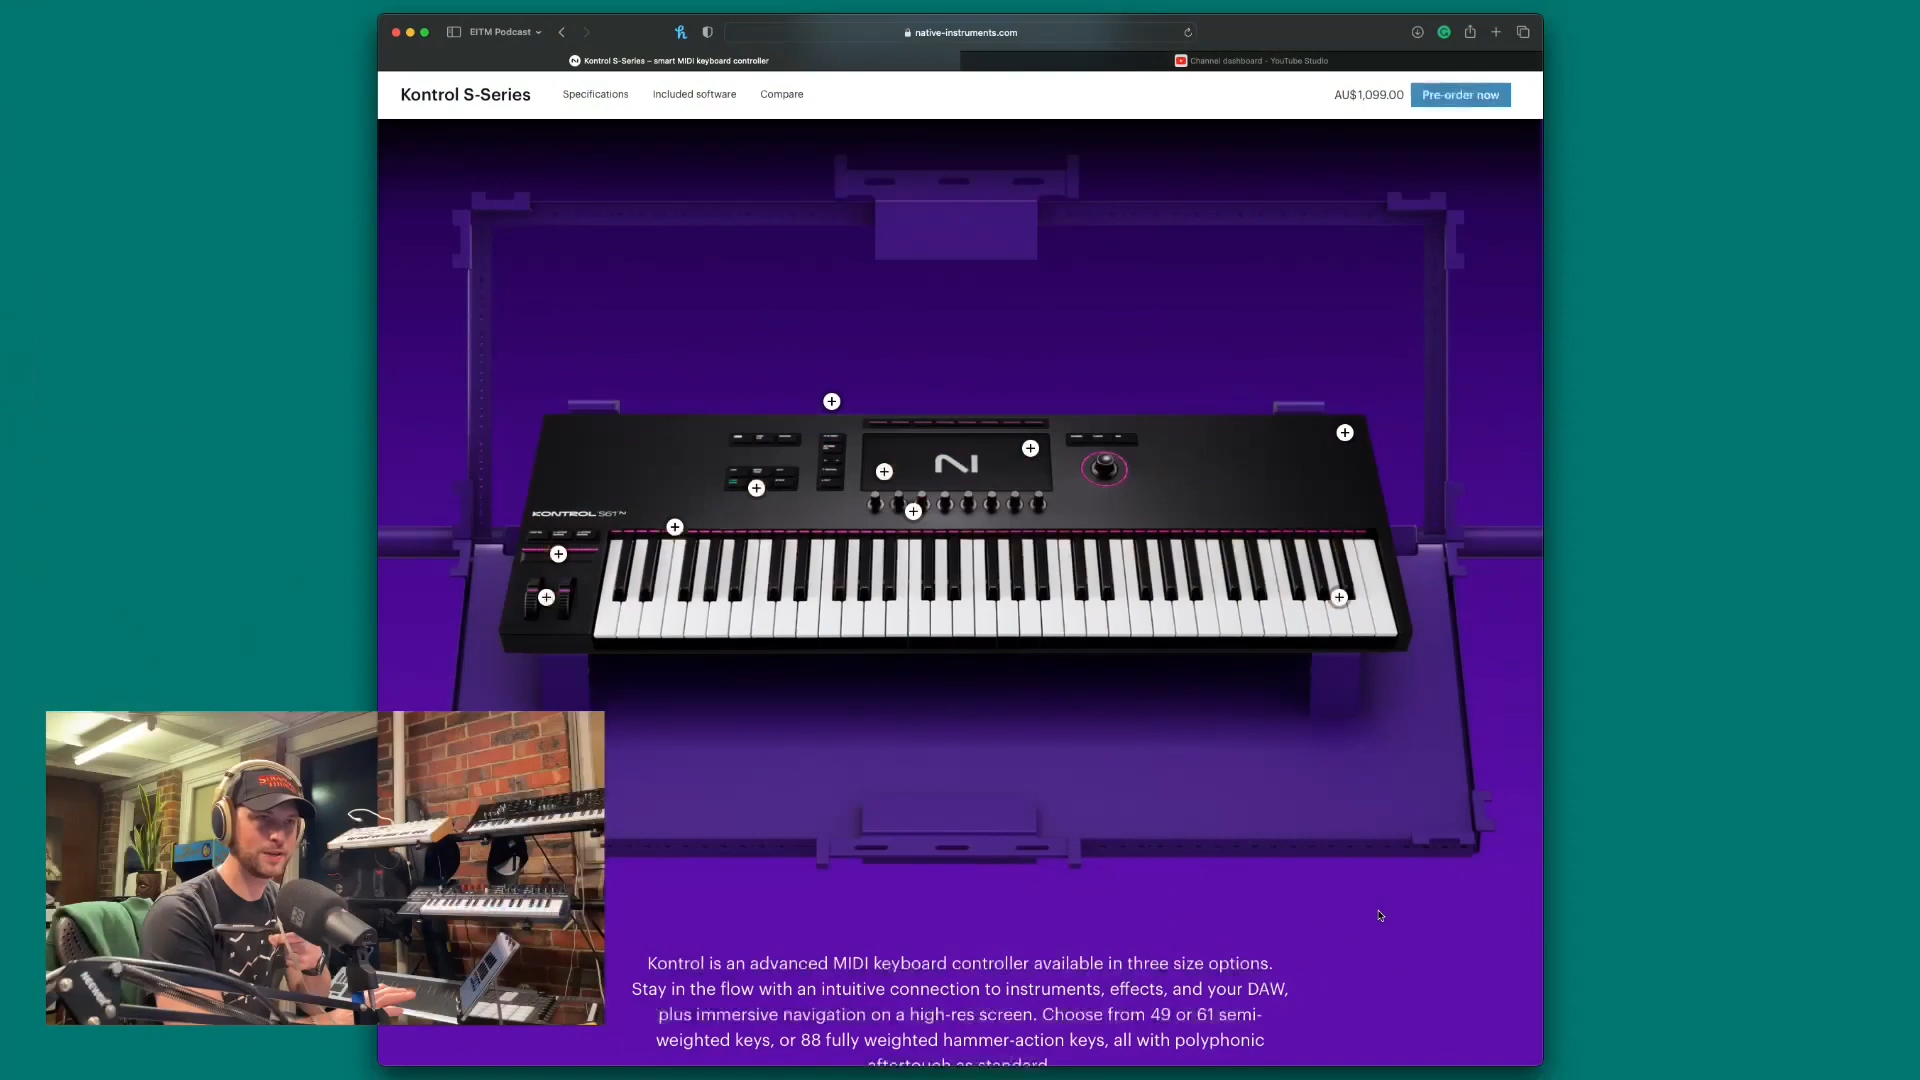 EITM Podcast
native-instruments.com
Kontrol S-Series – smart MIDI keyboard controller
Channel dashboard - YouTube Studio
Kontrol S-Series
Specifications
Included software
Compare
AU$1,099.00
Pre-order now
KONTROL S61
Kontrol is an advanced MIDI keyboard controller available in three size options.
Stay in the flow with an intuitive connection to instruments, effects, and your DAW,
plus immersive navigation on a high-res screen. Choose from 49 or 61 semi-
weighted keys, or 88 fully weighted hammer-action keys, all with polyphonic
aftertouch as standard.